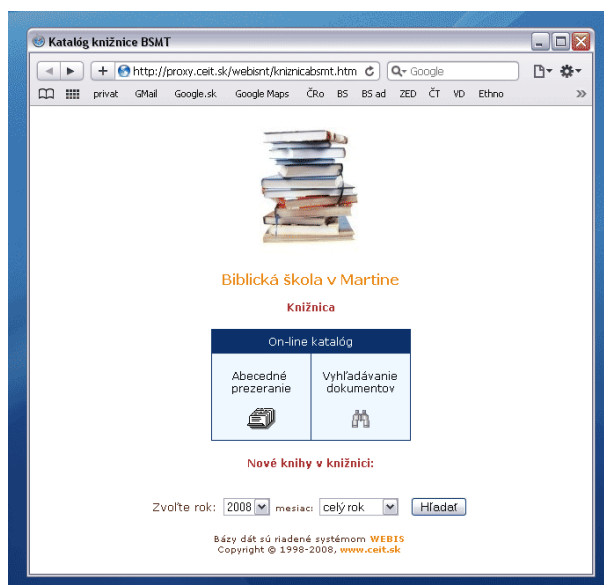 Katalóg knižnice BSMT
http://proxy.ceit.sk/webisnt/kniznicabsmt.htm
Google
privat GMail Google.sk Google Maps ČRo BS BS ad ZED ČT VD Ethno
Biblická škola v Martine
Knižnica
On-line katalóg
Abecedné
prezeranie
Vyhľadávanie
dokumentov
Nové knihy v knižnici:
Zvoľte rok: 2008 mesiac: celý rok Hľadať
Bázy dát sú riadené systémom WEBIS
Copyright © 1998-2008, www.ceit.sk